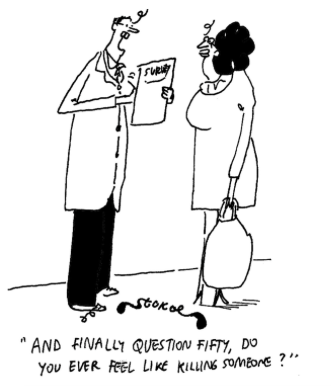 SURVEY
STOKOE
"AND FINALLY QUESTION FIFTY, DO
YOU EVER FEEL LIKE KILLING SOMEONE?"